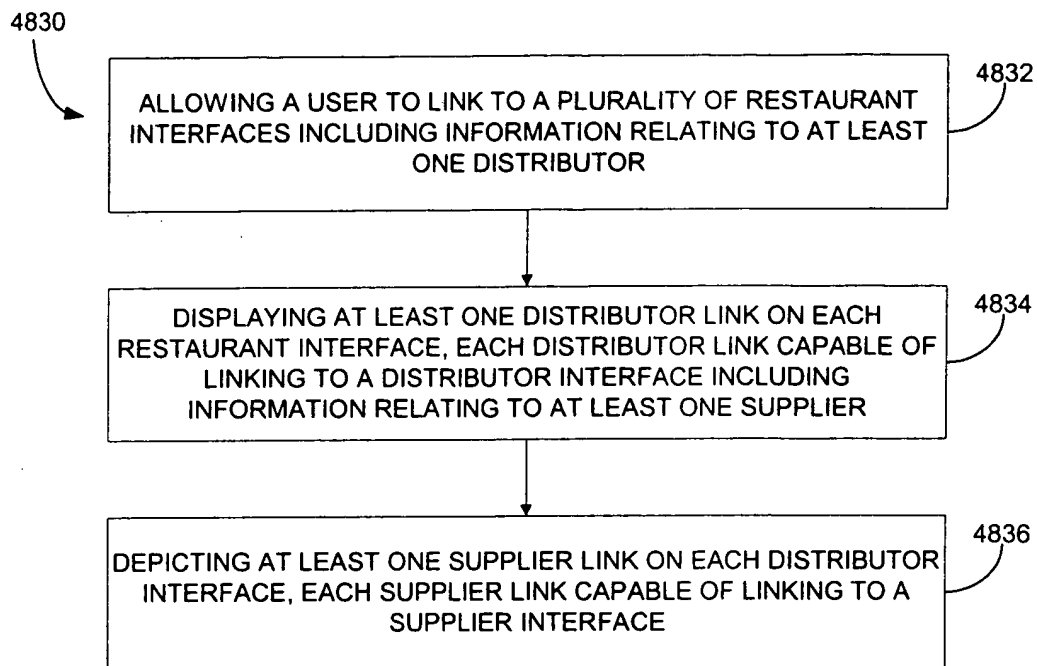 4830
4832
ALLOWING A USER TO LINK TO A PLURALITY OF RESTAURANT
INTERFACES INCLUDING INFORMATION RELATING TO AT LEAST
ONE DISTRIBUTOR
4834
DISPLAYING AT LEAST ONE DISTRIBUTOR LINK ON EACH
RESTAURANT INTERFACE, EACH DISTRIBUTOR LINK CAPABLE OF
LINKING TO A DISTRIBUTOR INTERFACE INCLUDING
INFORMATION RELATING TO AT LEAST ONE SUPPLIER
4836
DEPICTING AT LEAST ONE SUPPLIER LINK ON EACH DISTRIBUTOR
INTERFACE, EACH SUPPLIER LINK CAPABLE OF LINKING TO A
SUPPLIER INTERFACE